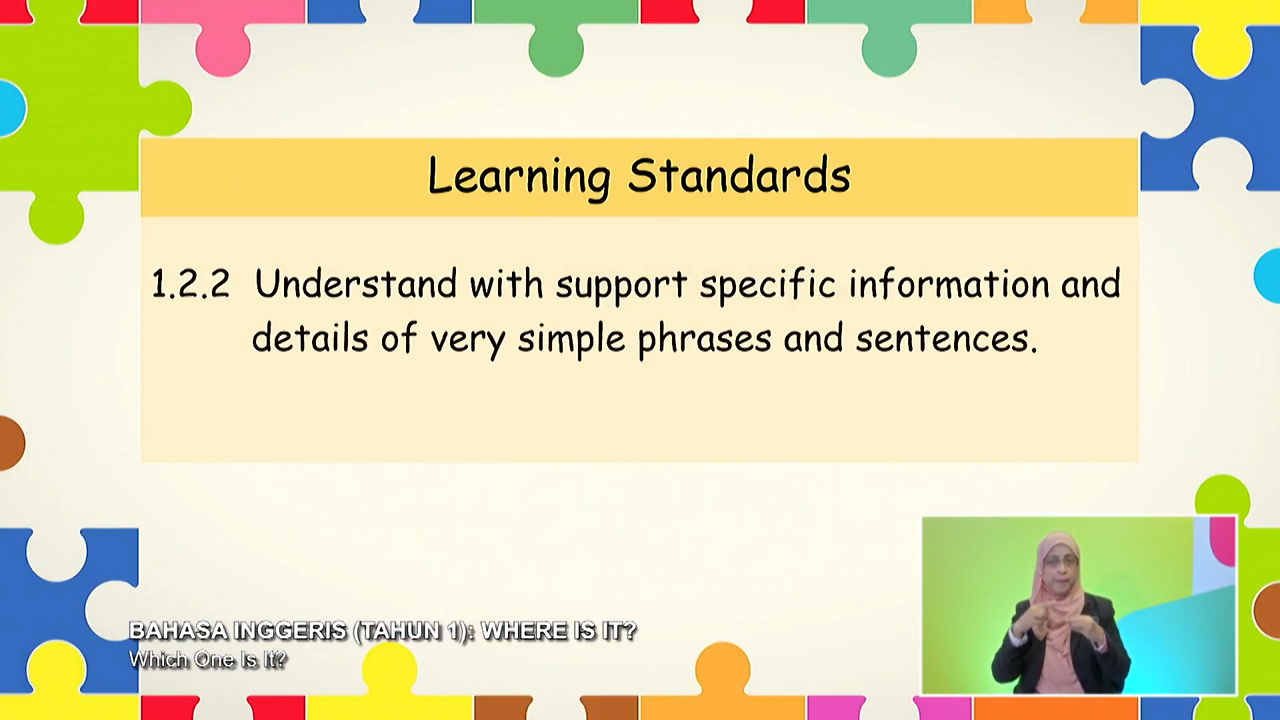 Learning Standards
1.2.2 Understand with support specific information and
details of very simple phrases and sentences.
BAHASA INGGERIS (TAHUN 1): WHERE IS IT?
Which One Is It?